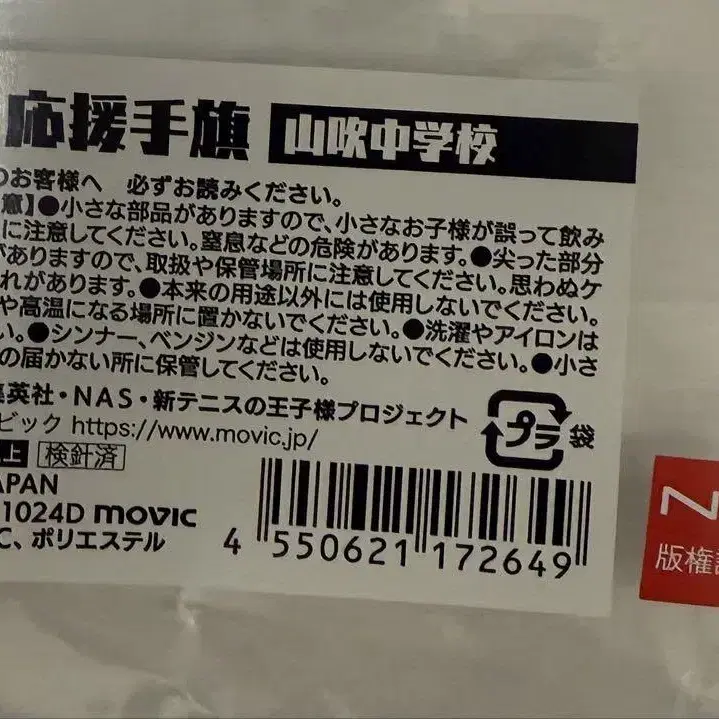 応援手旗 山吹中学校
のお客様へ 必ずお読みください。
意】●小さな部品がありますので、小さなお子様が誤って飲み
に注意してください。窒息などの危険があります。●尖った部分
がありますので、取扱や保管場所に注意してください。思わぬケ
れがあります。●本来の用途以外には使用しないでください。
や高温になる場所に置かないでください。●洗濯やアイロンは
い。●シンナー、ベンジンなどは使用しないでください。●小さ
の届かない所に保管してください。
集英社・NAS・新テニスの王子様プロジェクト
ビック https://www.movic.jp/
プラ 袋
上 検針済
APAN
1024D movic
C、ポリエステル
4 550621 172649
版権